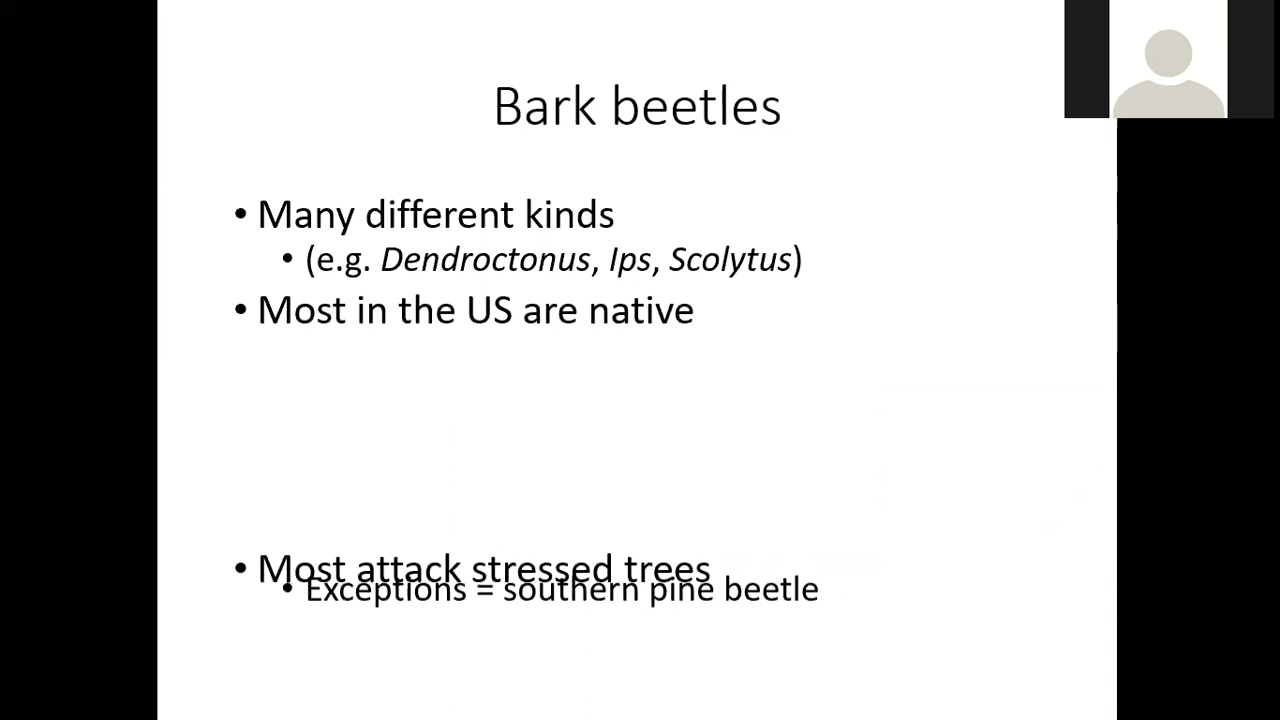 Bark beetles
• Many different kinds
• (e.g. Dendroctonus, Ips, Scolytus)
• Most in the US are native
• Most attack stressed trees
• Exceptions = southern pine beetle